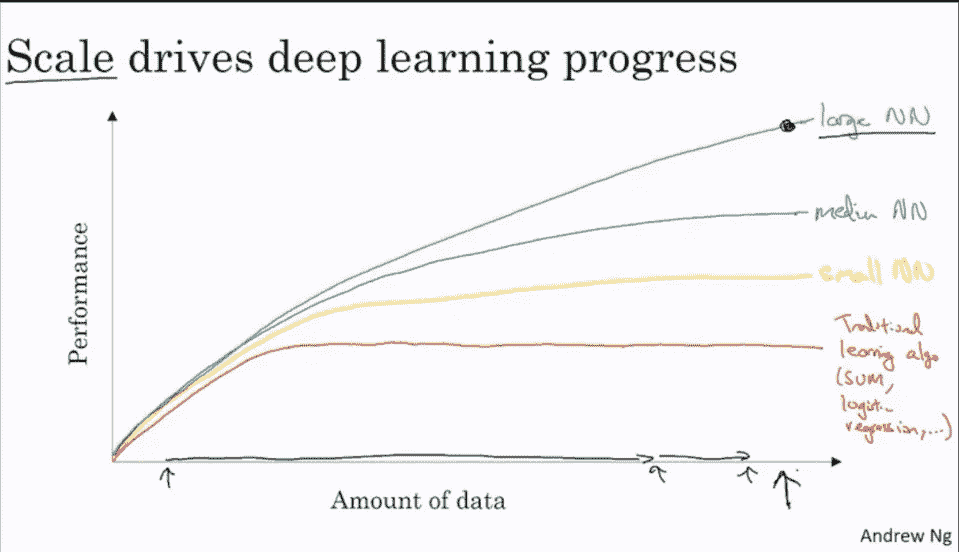 Scale drives deep learning progress
large NN
medium NN
small NN
Traditional
learning algo
(SVM,
logistic
regression,...)
Performance
Amount of data
Andrew Ng